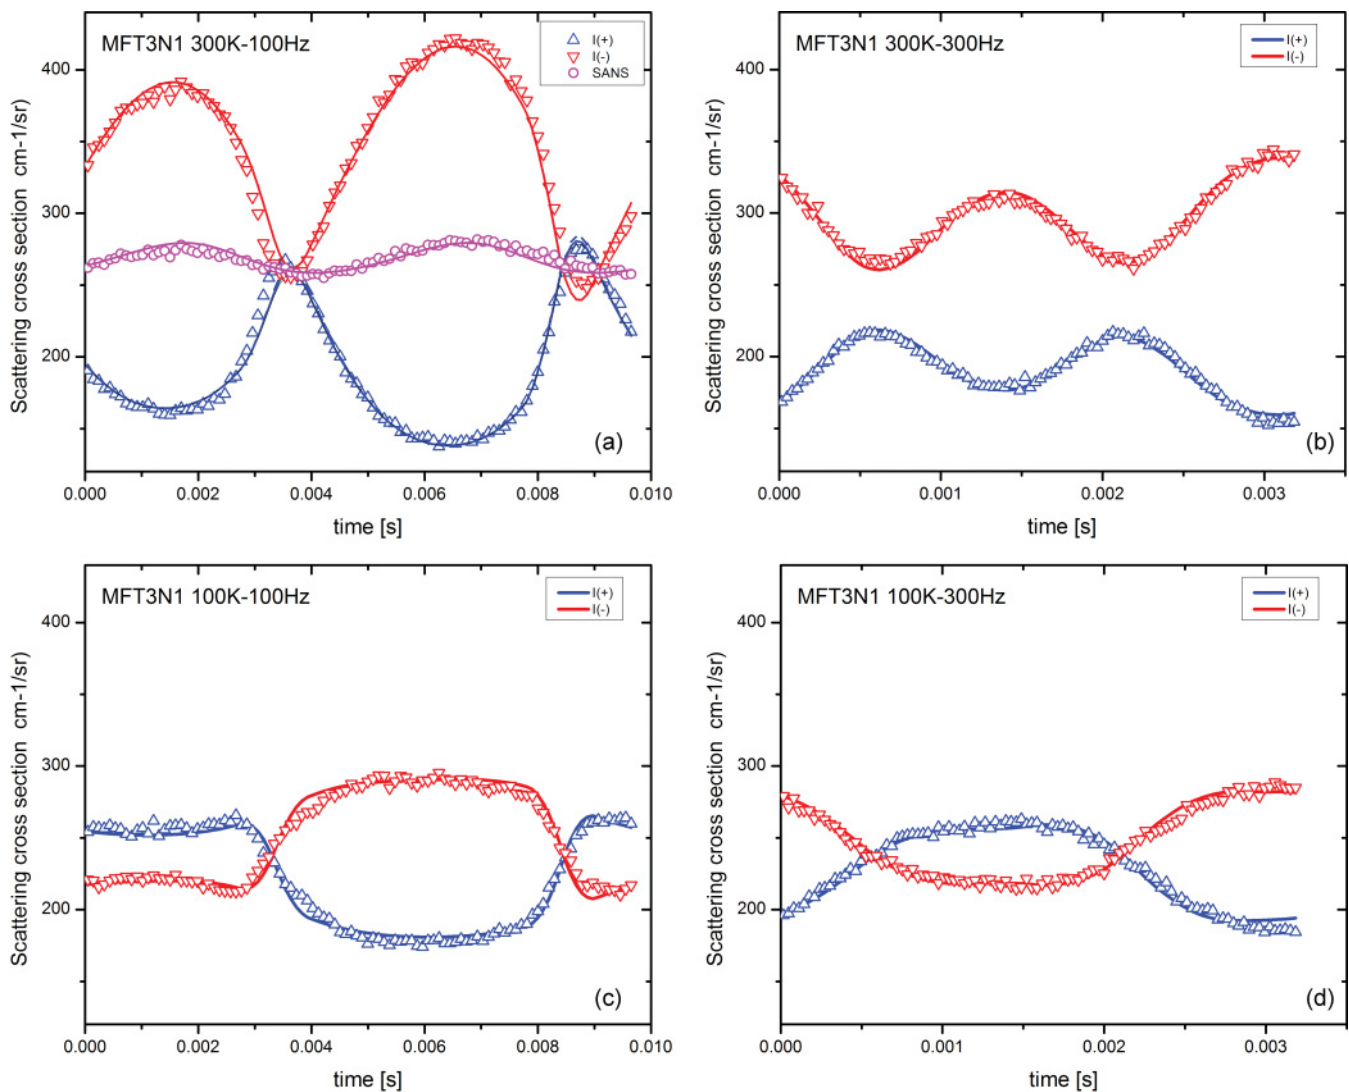 MFT3N1 300K-100Hz
I(+)
I(-)
SANS
400
300
200
Scattering cross section cm-1/sr)
(a)
0.000 0.002 0.004 0.006 0.008 0.010
time [s]
MFT3N1 300K-300Hz
I(+)
I(-)
400
300
200
Scattering cross section cm-1/sr)
(b)
0.000 0.001 0.002 0.003
time [s]
MFT3N1 100K-100Hz
I(+)
I(-)
400
300
200
Scattering cross section cm-1/sr)
(c)
0.000 0.002 0.004 0.006 0.008 0.010
time [s]
MFT3N1 100K-300Hz
I(+)
I(-)
400
300
200
Scattering cross section cm-1/sr)
(d)
0.000 0.001 0.002 0.003
time [s]